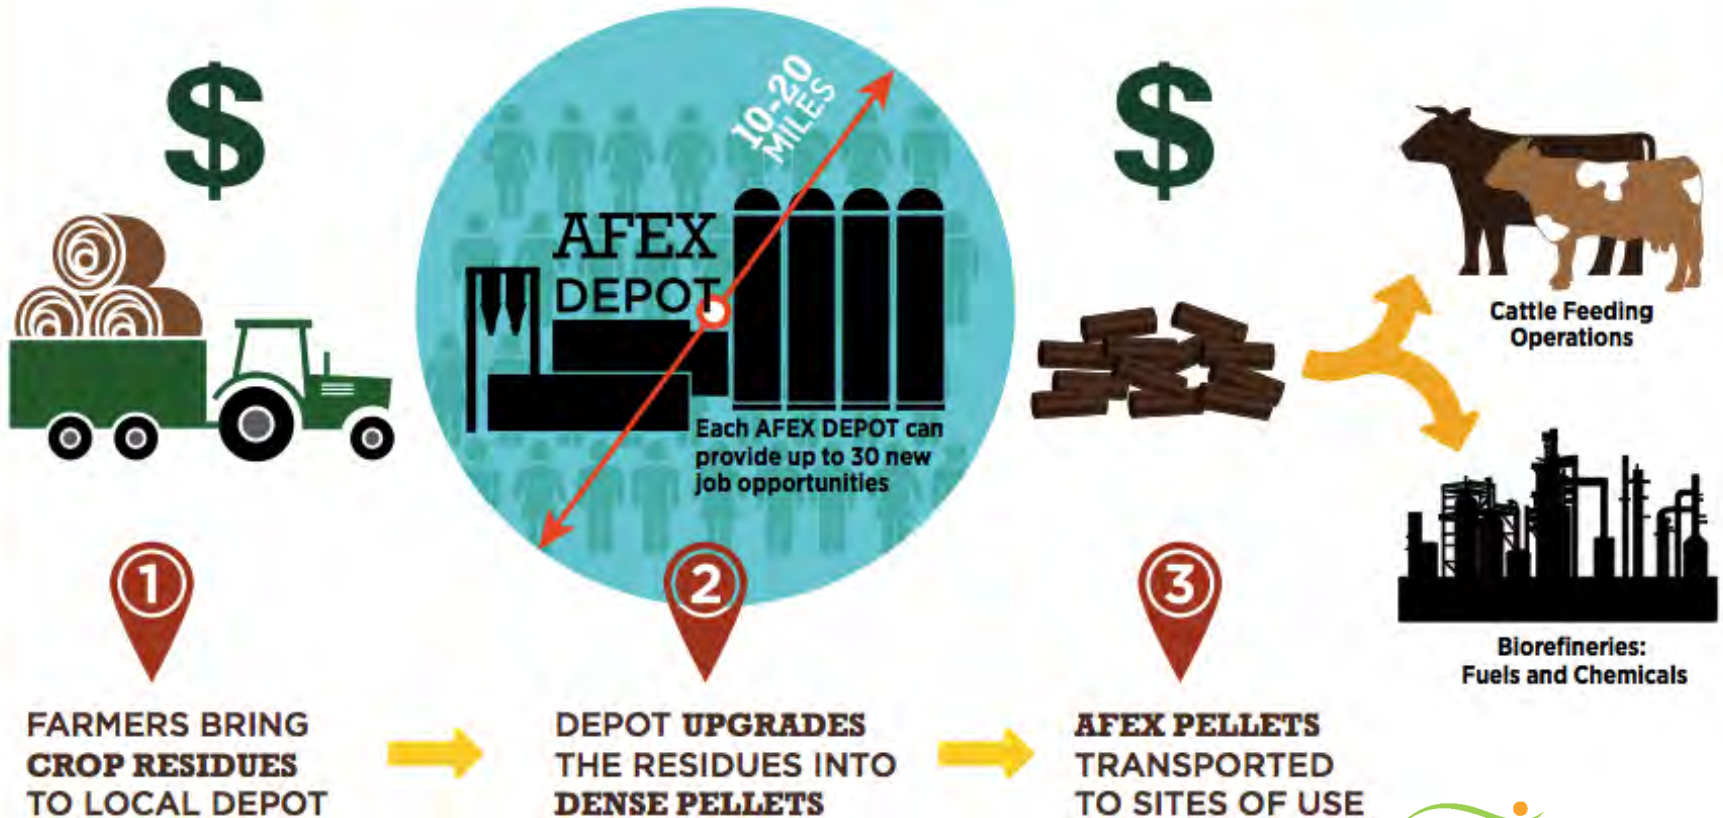 $
$
10-20
MILES
AFEX
DEPOT
Each AFEX DEPOT can
provide up to 30 new
job opportunities
Cattle Feeding
Operations
Biorefineries:
Fuels and Chemicals
1
FARMERS BRING
CROP RESIDUES
TO LOCAL DEPOT
2
DEPOT UPGRADES
THE RESIDUES INTO
DENSE PELLETS
3
AFEX PELLETS
TRANSPORTED
TO SITES OF USE